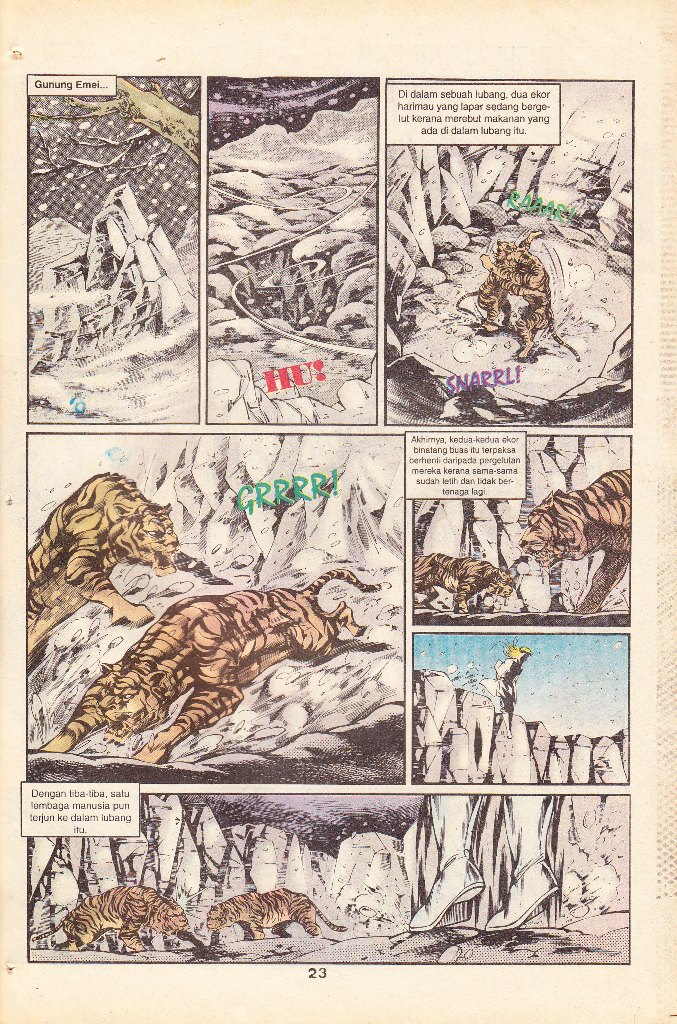 Gunung Emei...
HU!
Di dalam sebuah lubang, dua ekor
harimau yang lapar sedang berge-
lut kerana merebut makanan yang
ada di dalam lubang itu.
RAAAR!
SNARRL!
GRRRR!
Akhirnya, kedua-kedua ekor
binatang buas itu terpaksa
berhenti daripada pergelutan
mereka kerana sama-sama
sudah letih dan tidak ber-
tenaga lagi.
Dengan tiba-tiba, satu
lembaga manusia pun
terjun ke dalam lubang
itu.
23